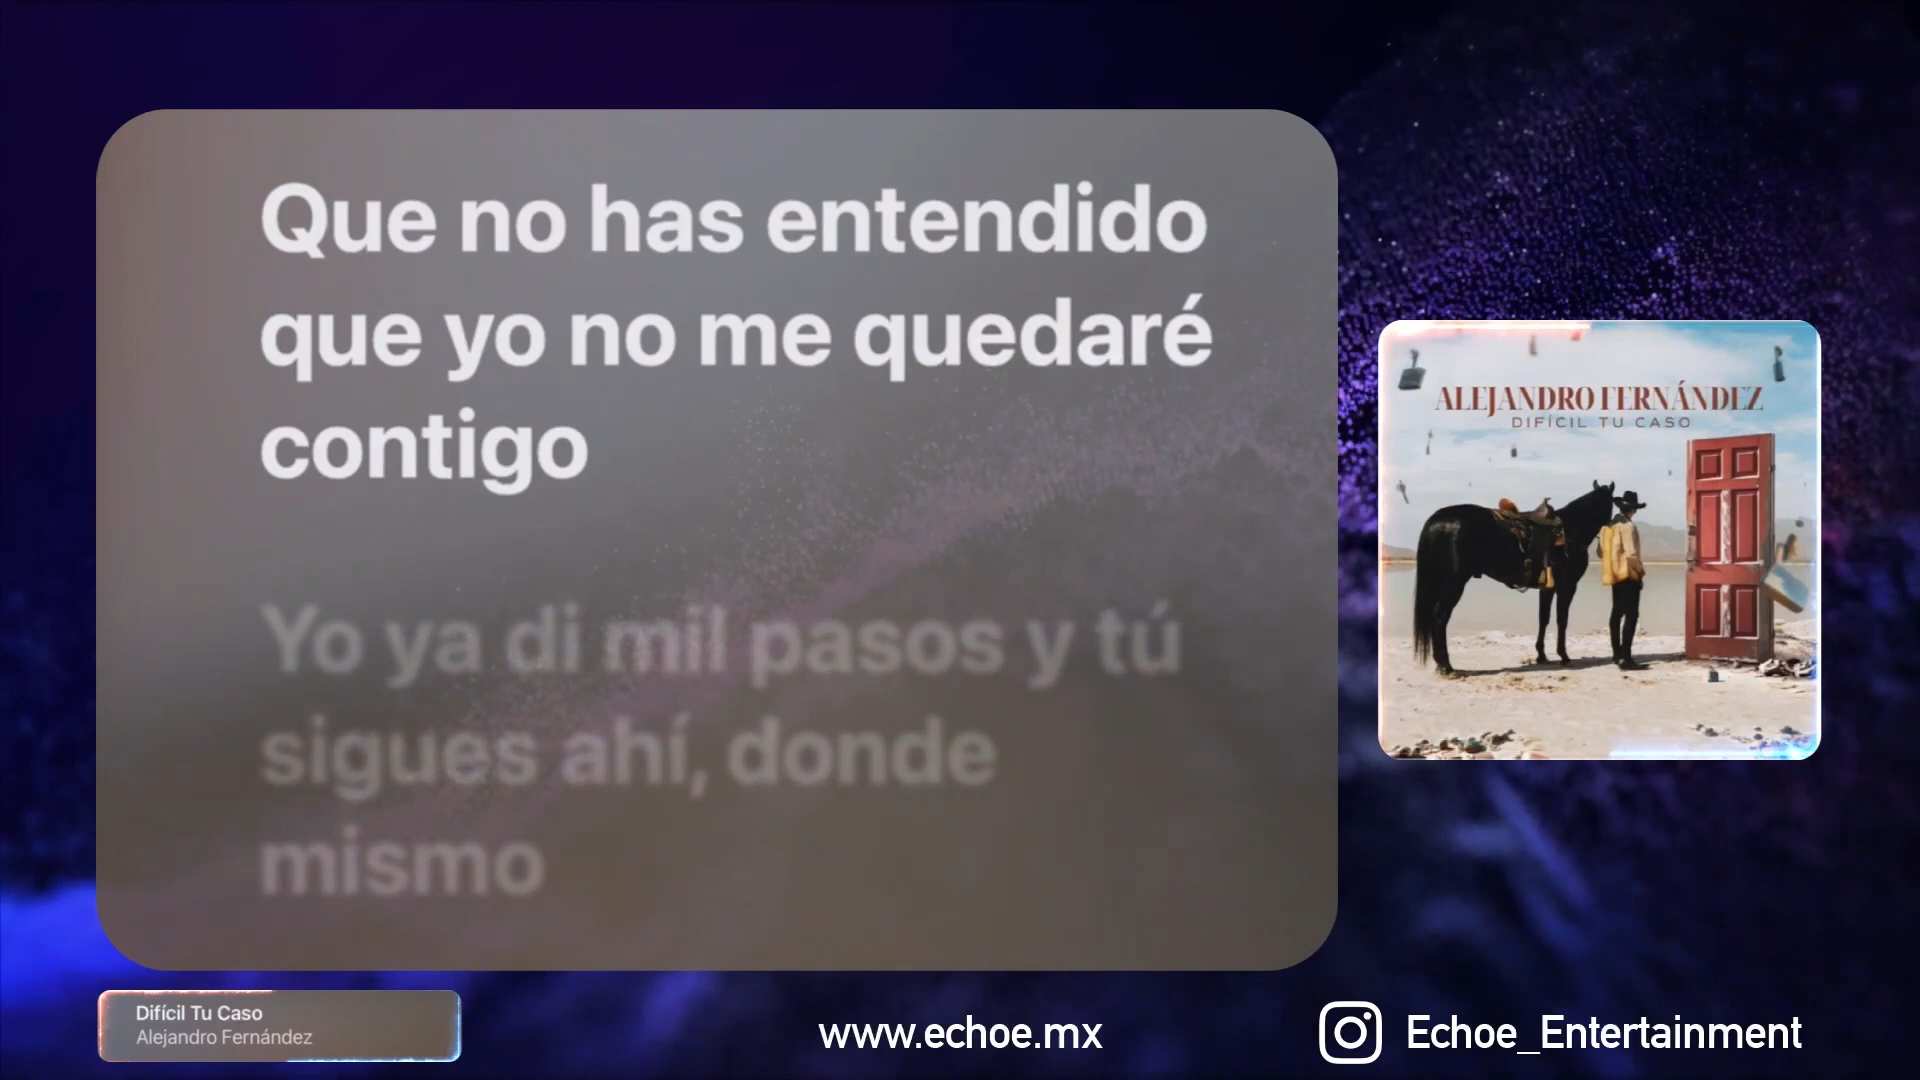 Que no has entendido
que yo no me quedaré
contigo
Yo ya di mil pasos y tú
sigues ahí, donde
mismo
ALEJANDRO FERNÁNDEZ
DIFÍCIL TU CASO
Difícil Tu Caso
Alejandro Fernández
www.echoe.mx
Echoe_Entertainment